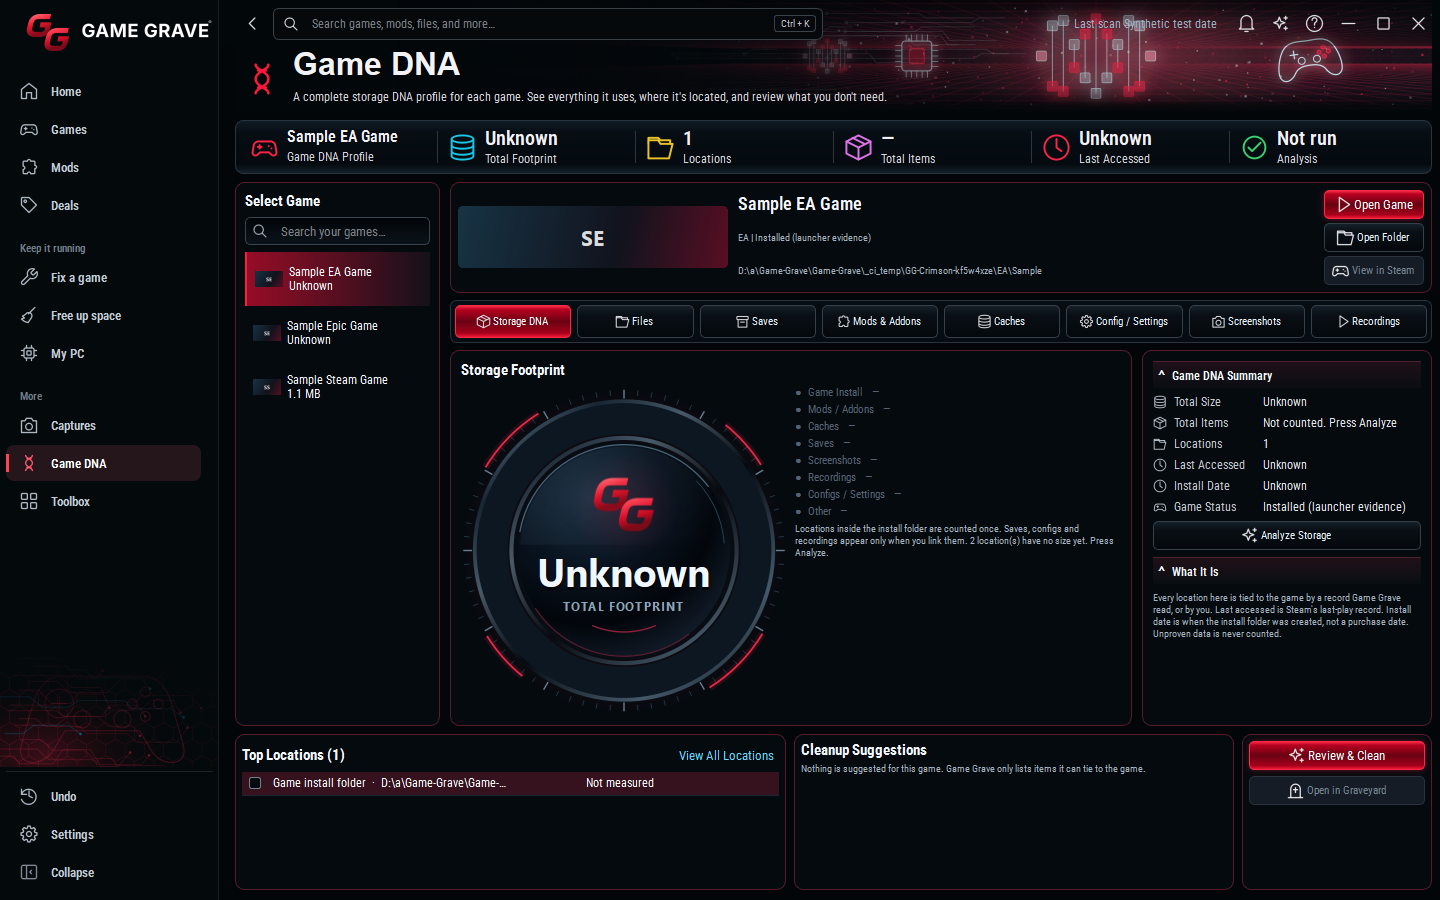 GAME GRAVE
Search games, mods, files, and more...
Ctrl + K
Last scan Synthetic test date
Home
Games
Mods
Deals
Keep it running
Fix a game
Free up space
My PC
More
Captures
Game DNA
Toolbox
Undo
Settings
Collapse
Game DNA
A complete storage DNA profile for each game. See everything it uses, where it's located, and review what you don't need.
Sample EA Game
Game DNA Profile
Unknown
Total Footprint
1
Locations
—
Total Items
Unknown
Last Accessed
Not run
Analysis
Select Game
Search your games...
SE
Sample EA Game
Unknown
SE
Sample Epic Game
Unknown
SS
Sample Steam Game
1.1 MB
SE
Sample EA Game
EA | Installed (launcher evidence)
D:\a\Game-Grave\Game-Grave\_ci_temp\GG-Crimson-kf5w4xze\EA\Sample
Open Game
Open Folder
View in Steam
Storage DNA
Files
Saves
Mods & Addons
Caches
Config / Settings
Screenshots
Recordings
Storage Footprint
GG
Unknown
TOTAL FOOTPRINT
Game Install —
Mods / Addons —
Caches —
Saves —
Screenshots —
Recordings —
Configs / Settings —
Other —
Locations inside the install folder are counted once. Saves, configs and
recordings appear only when you link them. 2 location(s) have no size yet. Press
Analyze.
Game DNA Summary
Total Size Unknown
Total Items Not counted. Press Analyze
Locations 1
Last Accessed Unknown
Install Date Unknown
Game Status Installed (launcher evidence)
Analyze Storage
What It Is
Every location here is tied to the game by a record Game Grave
read, or by you. Last accessed is Steam's last-play record. Install
date is when the install folder was created, not a purchase date.
Unproven data is never counted.
Top Locations (1)
View All Locations
Game install folder · D:\a\Game-Grave\Game-... Not measured
Cleanup Suggestions
Nothing is suggested for this game. Game Grave only lists items it can tie to the game.
Review & Clean
Open in Graveyard